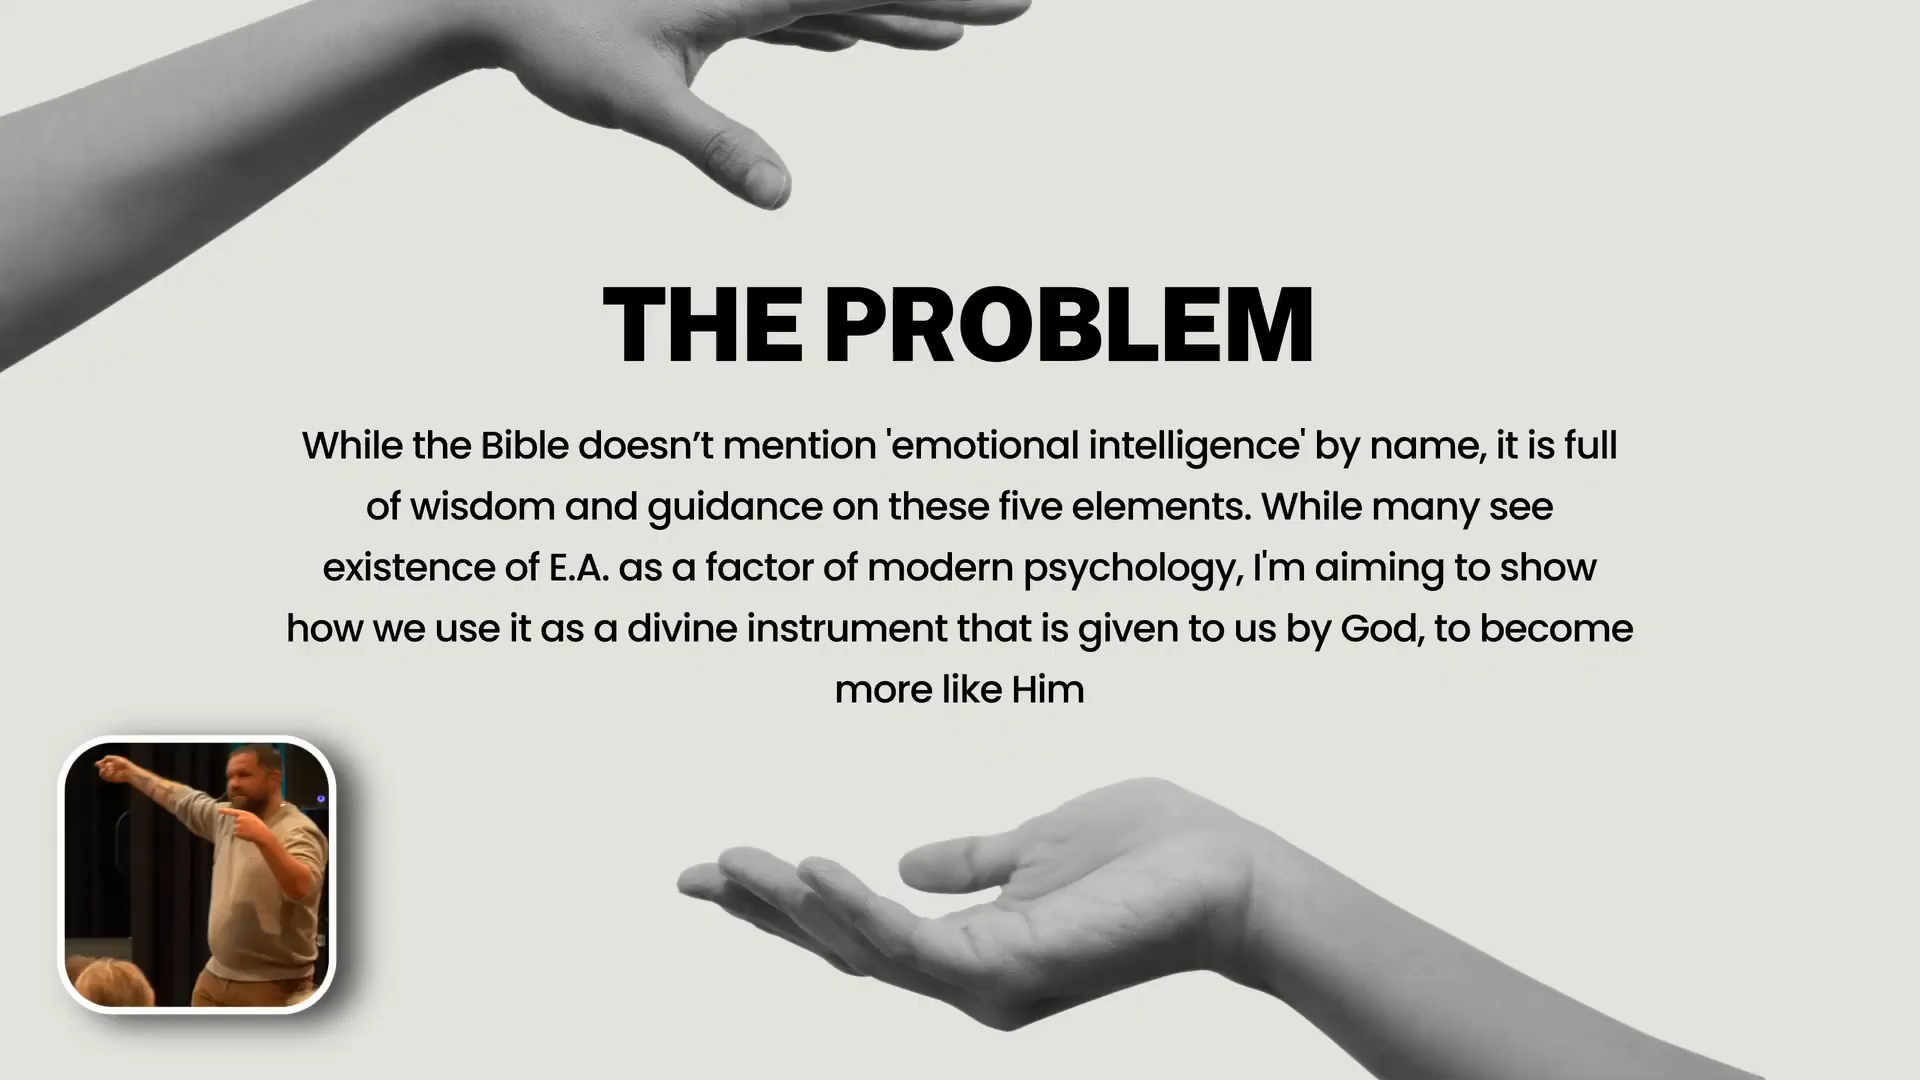 THE PROBLEM
While the Bible doesn’t mention 'emotional intelligence' by name, it is full
of wisdom and guidance on these five elements. While many see
existence of E.A. as a factor of modern psychology, I'm aiming to show
how we use it as a divine instrument that is given to us by God, to become
more like Him